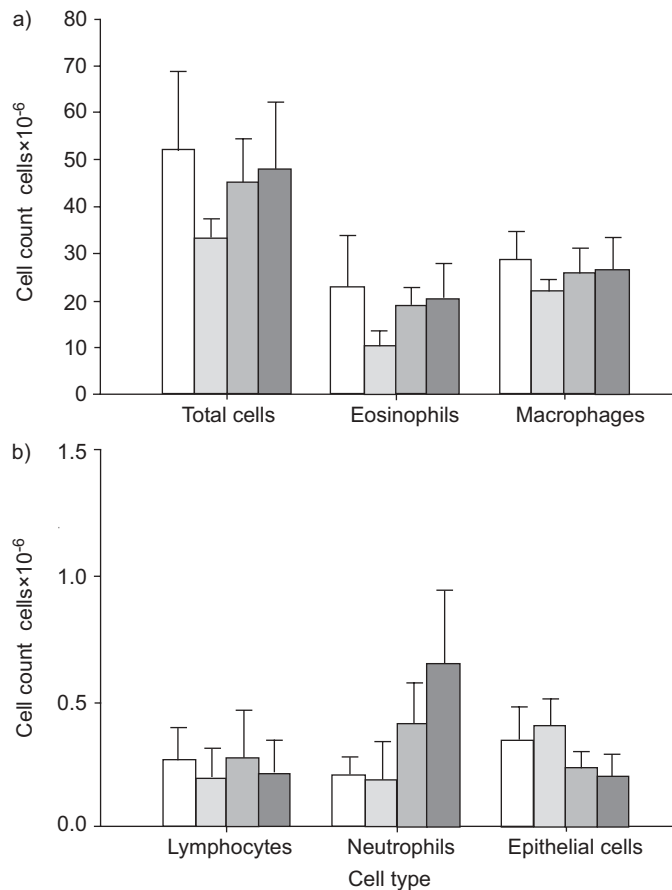 a)
80
70
60
50
40
30
20
10
0
Cell count cells×10⁻⁶
Total cells Eosinophils Macrophages
b)
1.5
1.0
0.5
0.0
Cell count cells×10⁻⁶
Lymphocytes Neutrophils Epithelial cells
Cell type